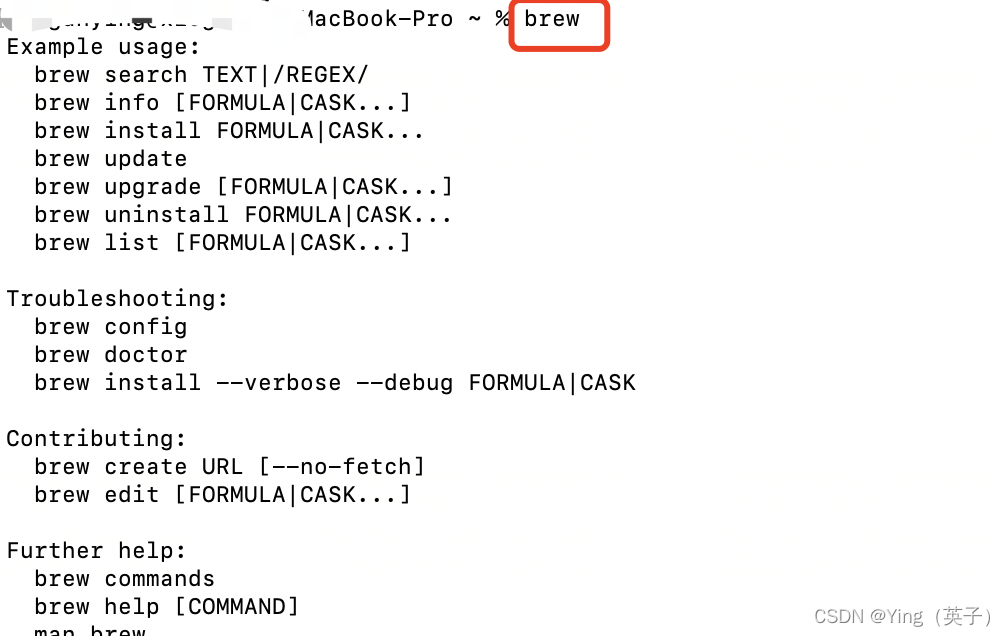 MacBook-Pro ~ % brew
Example usage:
  brew search TEXT|/REGEX/
  brew info [FORMULA|CASK...]
  brew install FORMULA|CASK...
  brew update
  brew upgrade [FORMULA|CASK...]
  brew uninstall FORMULA|CASK...
  brew list [FORMULA|CASK...]

Troubleshooting:
  brew config
  brew doctor
  brew install --verbose --debug FORMULA|CASK

Contributing:
  brew create URL [--no-fetch]
  brew edit [FORMULA|CASK...]

Further help:
  brew commands
  brew help [COMMAND]
  man brew
CSDN @Ying（英子）